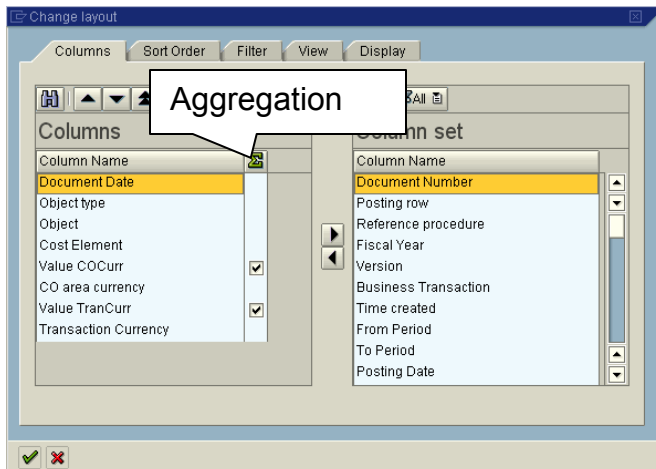 Change layout
Columns Sort Order Filter View Display
Aggregation
All
Columns
Column set
Column Name Σ
Column Name
Document Date
Object type
Object
Cost Element
Value COCurr
CO area currency
Value TranCurr
Transaction Currency
Document Number
Posting row
Reference procedure
Fiscal Year
Version
Business Transaction
Time created
From Period
To Period
Posting Date